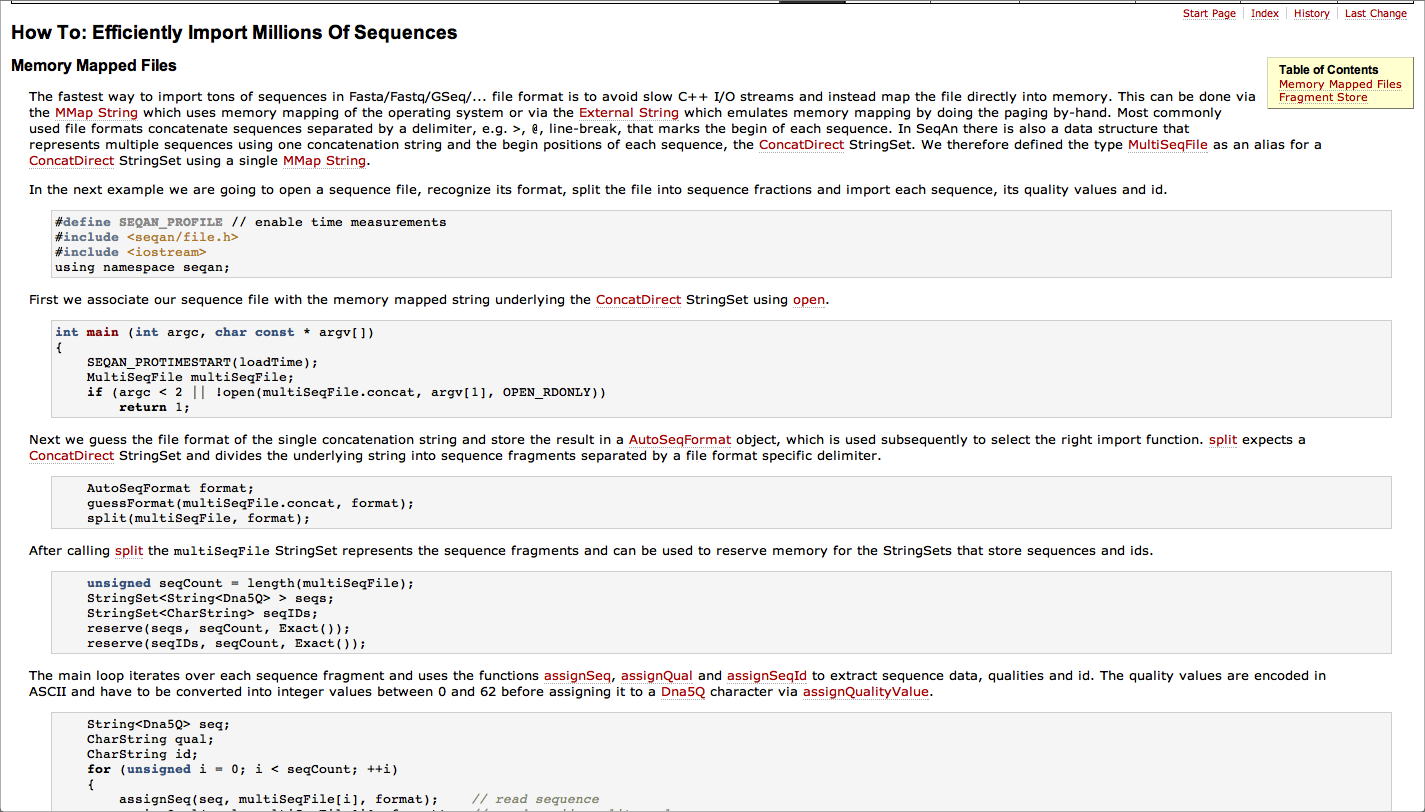 Start Page Index History Last Change
How To: Efficiently Import Millions Of Sequences
Memory Mapped Files
Table of Contents
Memory Mapped Files
Fragment Store
The fastest way to import tons of sequences in Fasta/Fastq/GSeq/... file format is to avoid slow C++ I/O streams and instead map the file directly into memory. This can be done via
the MMap String which uses memory mapping of the operating system or via the External String which emulates memory mapping by doing the paging by-hand. Most commonly
used file formats concatenate sequences separated by a delimiter, e.g. >, @, line-break, that marks the begin of each sequence. In SeqAn there is also a data structure that
represents multiple sequences using one concatenation string and the begin positions of each sequence, the ConcatDirect StringSet. We therefore defined the type MultiSeqFile as an alias for a
ConcatDirect StringSet using a single MMap String.
In the next example we are going to open a sequence file, recognize its format, split the file into sequence fractions and import each sequence, its quality values and id.
#define SEQAN_PROFILE // enable time measurements
#include <seqan/file.h>
#include <iostream>
using namespace seqan;
First we associate our sequence file with the memory mapped string underlying the ConcatDirect StringSet using open.
int main (int argc, char const * argv[])
{
SEQAN_PROTIMESTART(loadTime);
MultiSeqFile multiSeqFile;
if (argc < 2 || !open(multiSeqFile.concat, argv[1], OPEN_RDONLY))
return 1;
Next we guess the file format of the single concatenation string and store the result in a AutoSeqFormat object, which is used subsequently to select the right import function. split expects a
ConcatDirect StringSet and divides the underlying string into sequence fragments separated by a file format specific delimiter.
AutoSeqFormat format;
guessFormat(multiSeqFile.concat, format);
split(multiSeqFile, format);
After calling split the multiSeqFile StringSet represents the sequence fragments and can be used to reserve memory for the StringSets that store sequences and ids.
unsigned seqCount = length(multiSeqFile);
StringSet<String<Dna5Q> > seqs;
StringSet<CharString> seqIDs;
reserve(seqs, seqCount, Exact());
reserve(seqIDs, seqCount, Exact());
The main loop iterates over each sequence fragment and uses the functions assignSeq, assignQual and assignSeqId to extract sequence data, qualities and id. The quality values are encoded in
ASCII and have to be converted into integer values between 0 and 62 before assigning it to a Dna5Q character via assignQualityValue.
String<Dna5Q> seq;
CharString qual;
CharString id;
for (unsigned i = 0; i < seqCount; ++i)
{
assignSeq(seq, multiSeqFile[i], format); // read sequence